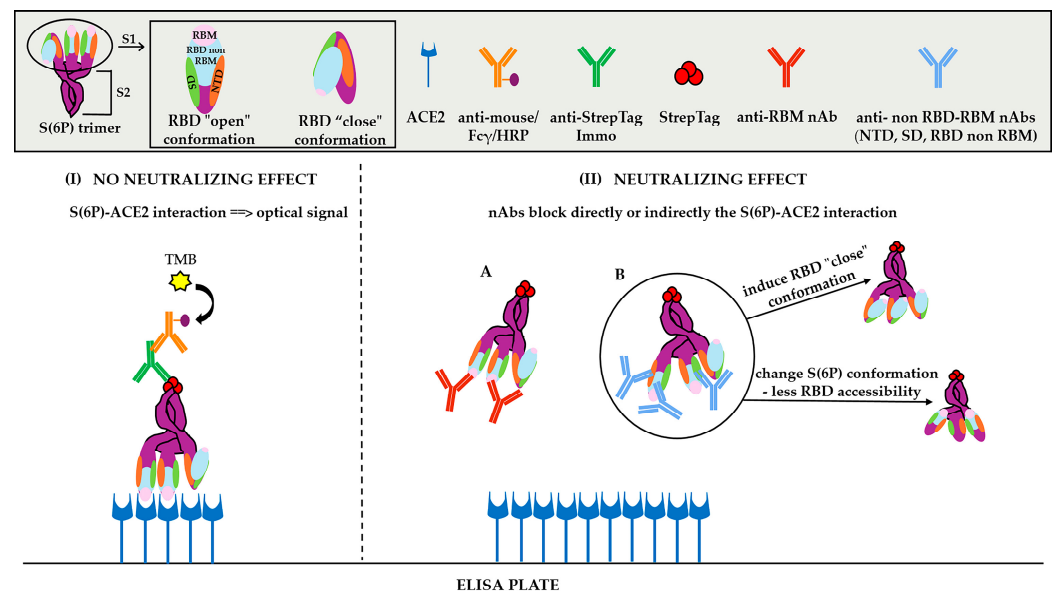 S1
S2
S(6P) trimer
RBM
RBD non
RBM
SD
NTD
RBD "open"
conformation
RBD “close"
conformation
ACE2
anti-mouse/
Fcγ/HRP
anti-StrepTag
Immo
StrepTag
anti-RBM nAb
anti- non RBD-RBM nAbs
(NTD, SD, RBD non RBM)
(I) NO NEUTRALIZING EFFECT
S(6P)-ACE2 interaction ==> optical signal
TMB
(II) NEUTRALIZING EFFECT
nAbs block directly or indirectly the S(6P)-ACE2 interaction
A
B
induce RBD "close"
conformation
change S(6P) conformation
- less RBD accessibility
ELISA PLATE